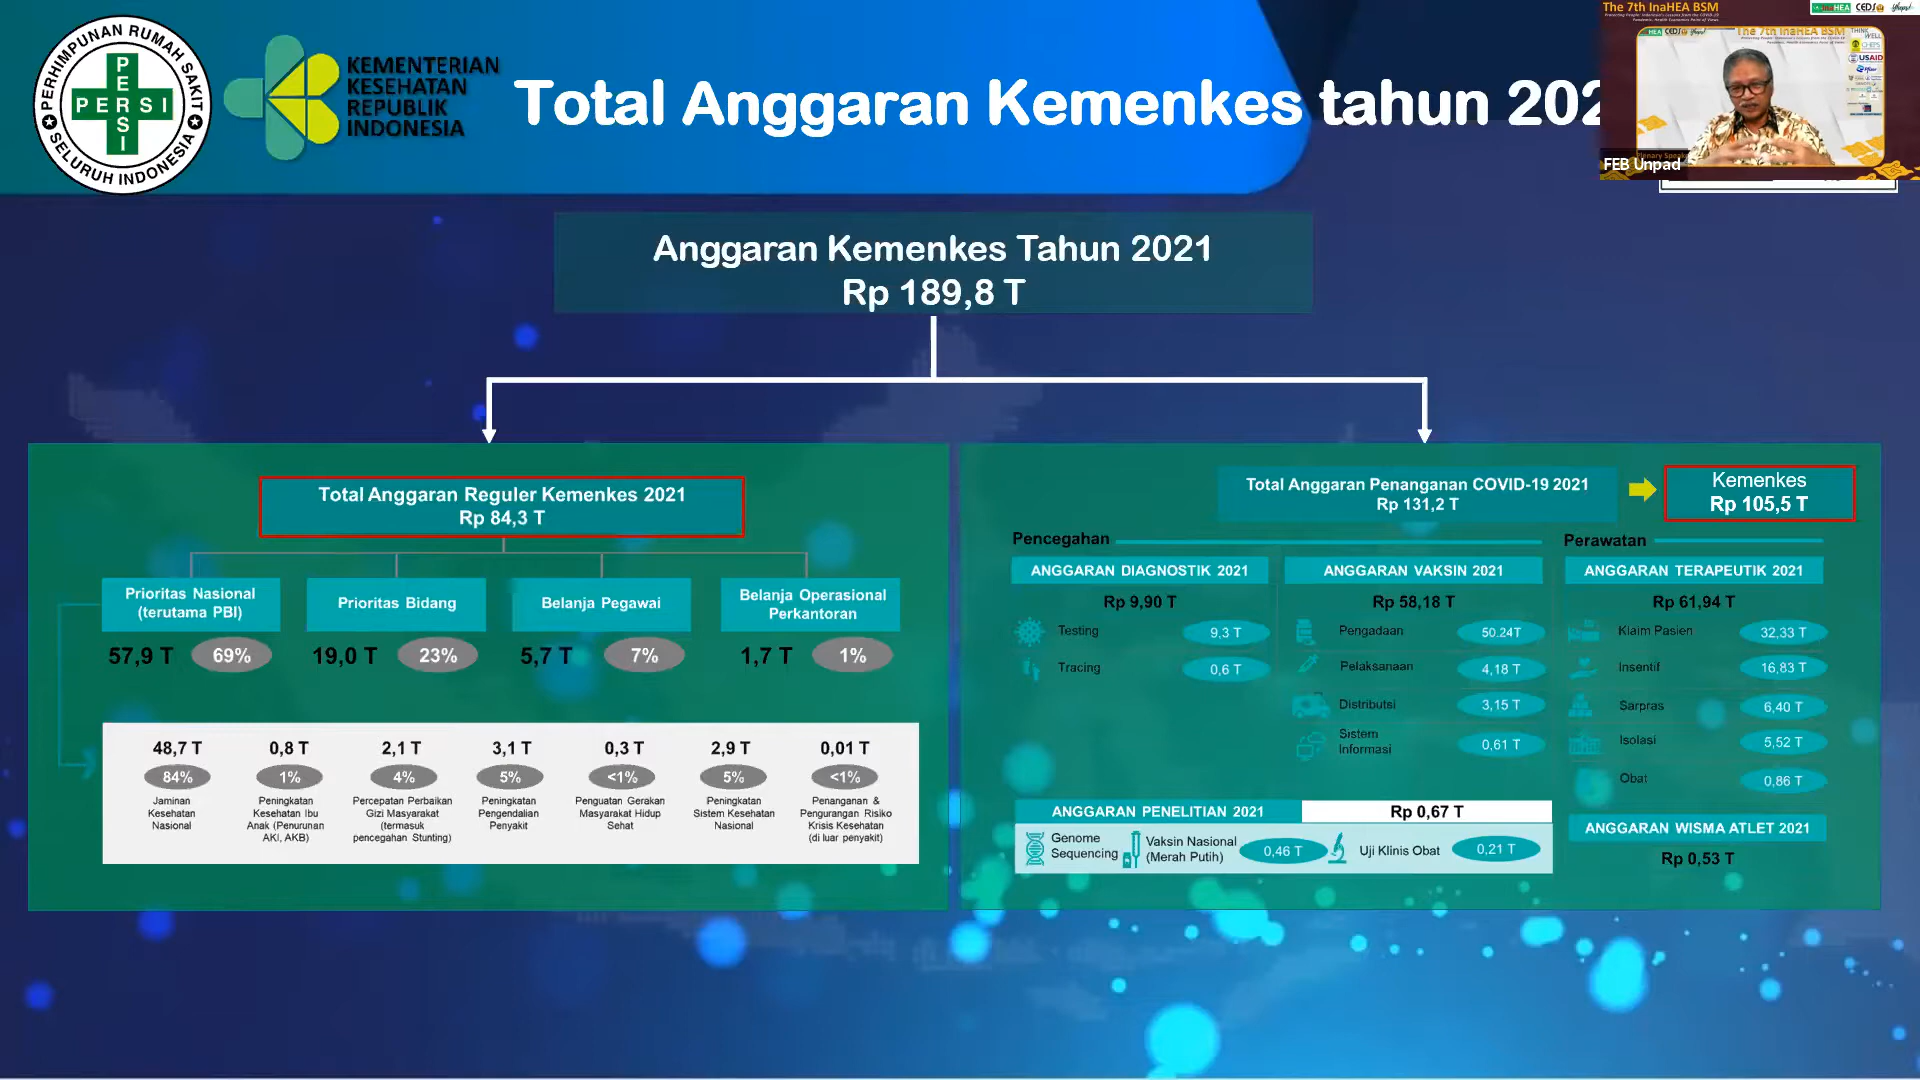 PERHIMPUNAN RUMAH SAKIT
PERSI
PERSI
SELURUH INDONESIA
KEMENTERIAN
KESEHATAN
REPUBLIK
INDONESIA
Total Anggaran Kemenkes tahun 202
The 7th InaHEA BSM
The 7th InaHEA BSM
THINK
WELL
CHEPS
USAID
FEB Unpad
Anggaran Kemenkes Tahun 2021
Rp 189,8 T
Total Anggaran Reguler Kemenkes 2021
Rp 84,3 T
Prioritas Nasional
(terutama PBI)
57,9 T 69%
Prioritas Bidang
19,0 T 23%
Belanja Pegawai
5,7 T 7%
Belanja Operasional
Perkantoran
1,7 T 1%
48,7 T
84%
Jaminan
Kesehatan
Nasional
0,8 T
1%
Peningkatan
Kesehatan Ibu
Anak (Penurunan
AKI, AKB)
2,1 T
4%
Percepatan Perbaikan
Gizi Masyarakat
(termasuk
pencegahan Stunting)
3,1 T
5%
Peningkatan
Pengendalian
Penyakit
0,3 T
<1%
Penguatan Gerakan
Masyarakat Hidup
Sehat
2,9 T
5%
Peningkatan
Sistem Kesehatan
Nasional
0,01 T
<1%
Penanganan &
Pengurangan Risiko
Krisis Kesehatan
(di luar penyakit)
Total Anggaran Penanganan COVID-19 2021
Rp 131,2 T
Kemenkes
Rp 105,5 T
Pencegahan
ANGGARAN DIAGNOSTIK 2021
Rp 9,90 T
Testing 9,3 T
Tracing 0,6 T
ANGGARAN VAKSIN 2021
Rp 58,18 T
Pengadaan 50.24T
Pelaksanaan 4,18 T
Distributsi 3,15 T
Sistem
Informasi 0,61 T
Perawatan
ANGGARAN TERAPEUTIK 2021
Rp 61,94 T
Klaim Pasien 32,33 T
Insentif 16,83 T
Sarpras 6,40 T
Isolasi 5,52 T
Obat 0,86 T
ANGGARAN PENELITIAN 2021 Rp 0,67 T
Genome
Sequencing
Vaksin Nasional
(Merah Putih) 0,46 T
Uji Klinis Obat 0,21 T
ANGGARAN WISMA ATLET 2021
Rp 0,53 T